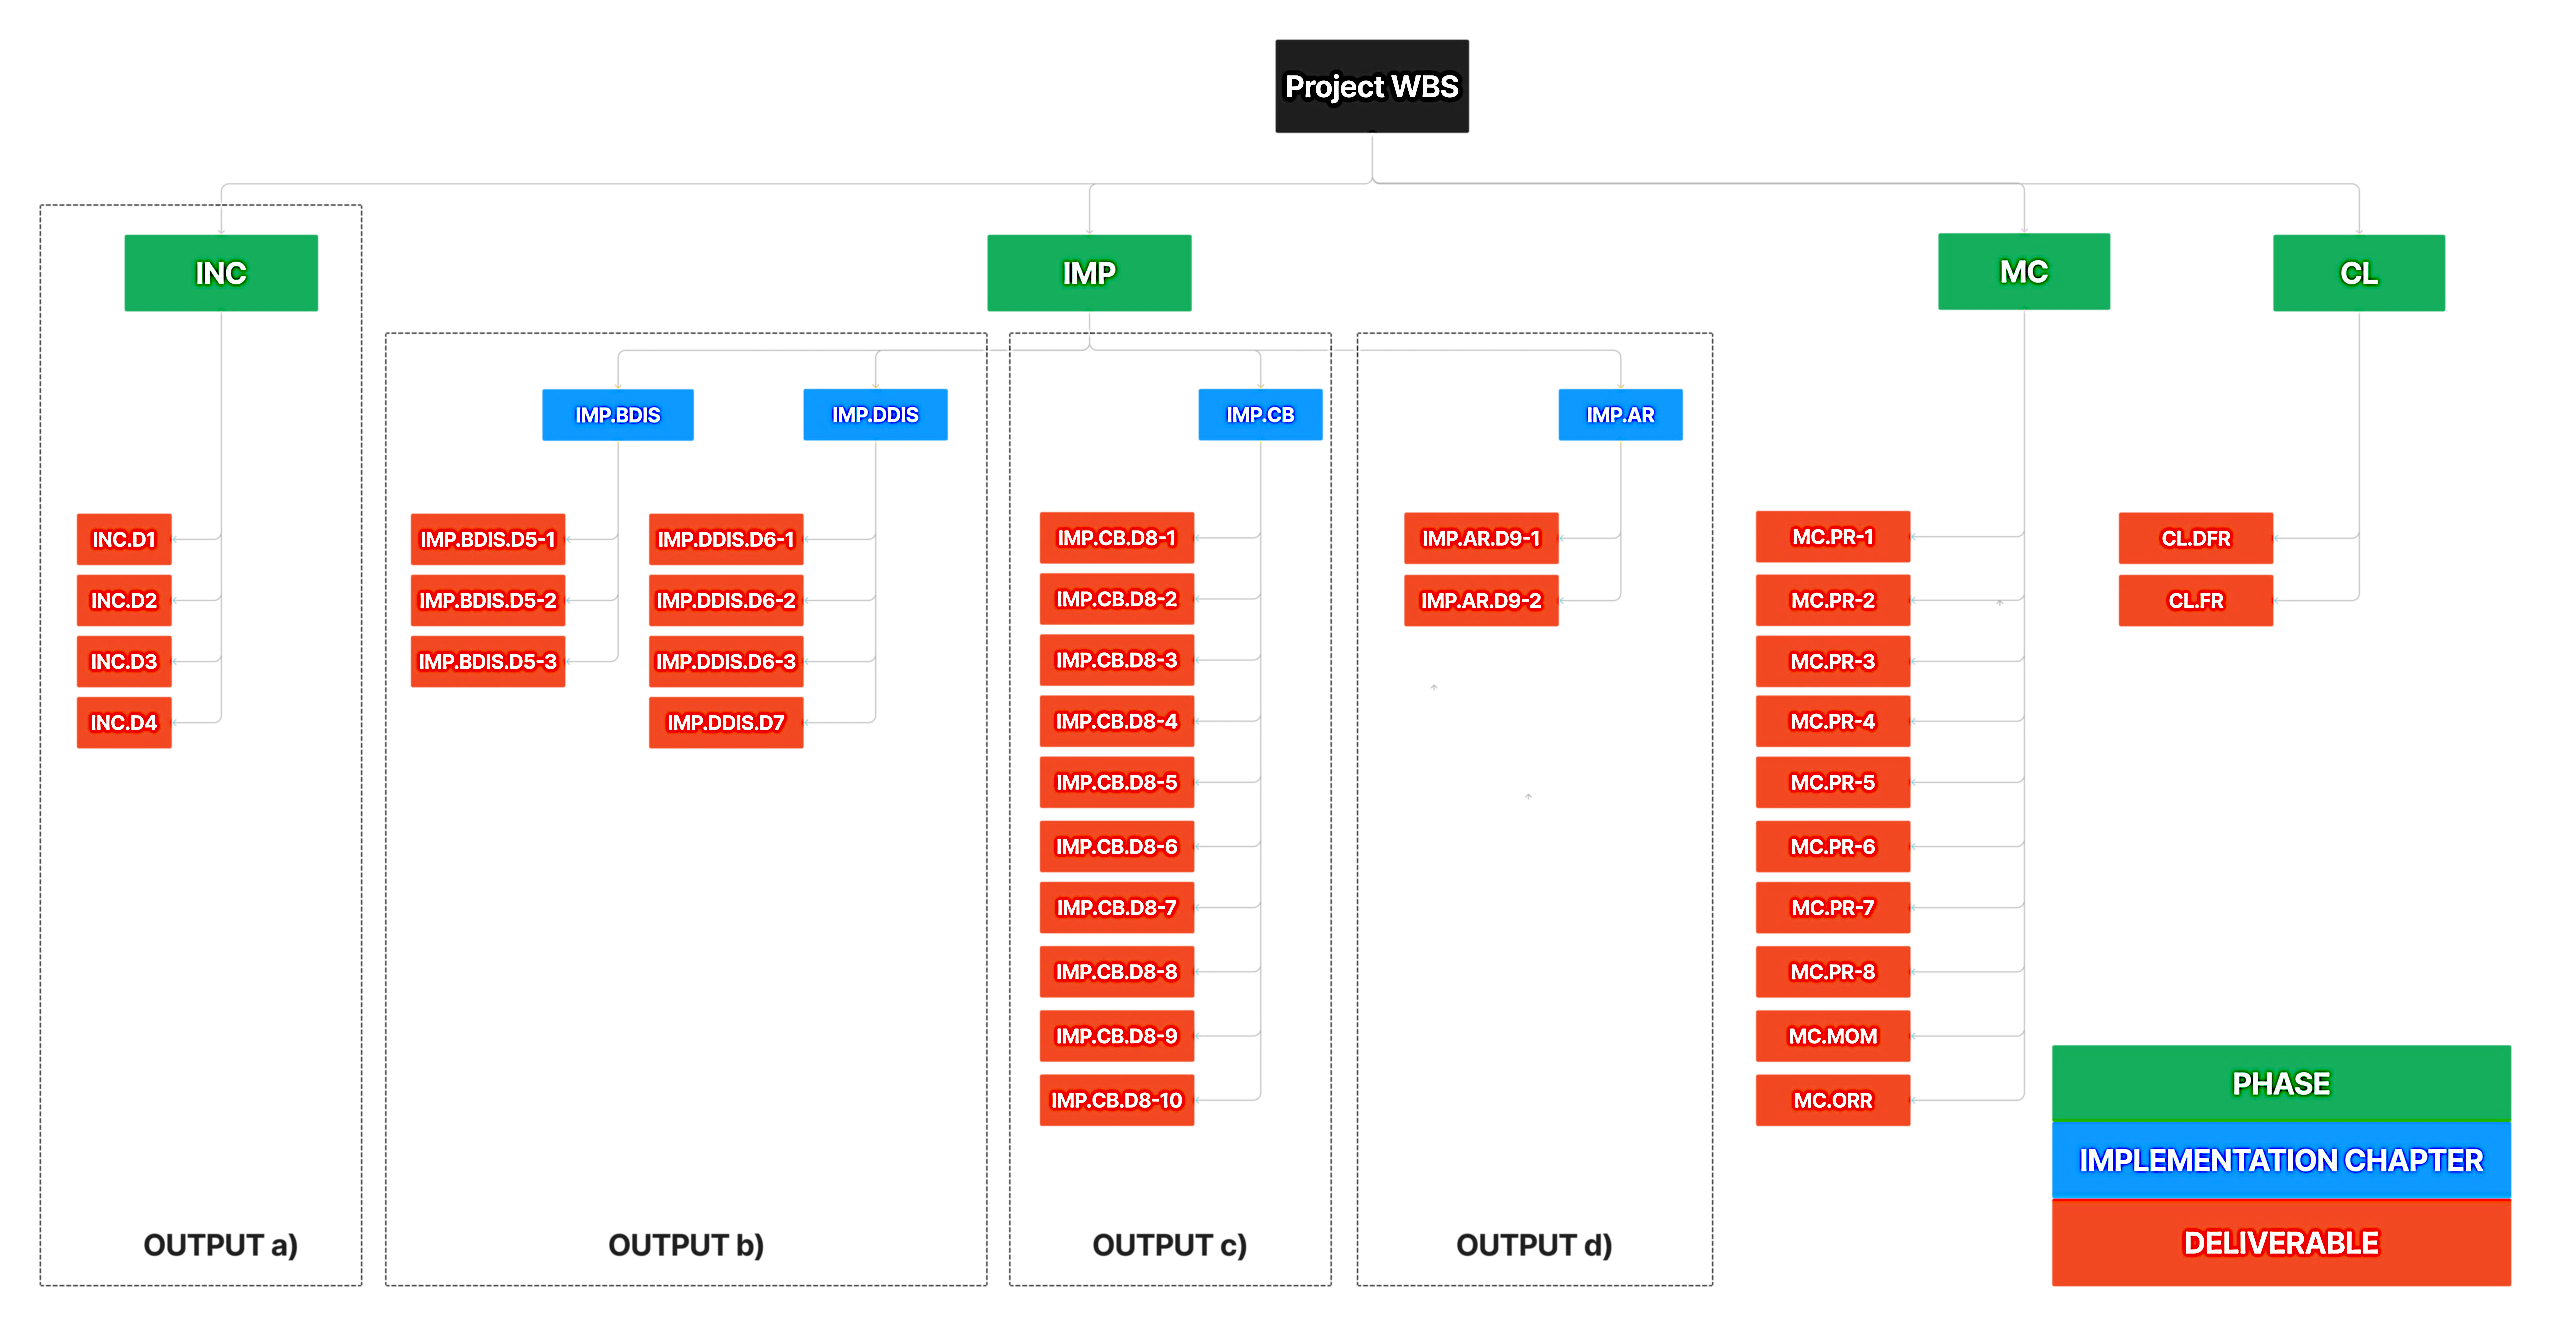 Project WBS
INC
IMP
MC
CL
IMP.BDIS
IMP.DDIS
IMP.CB
IMP.AR
INC.D1
INC.D2
INC.D3
INC.D4
IMP.BDIS.D5-1
IMP.BDIS.D5-2
IMP.BDIS.D5-3
IMP.DDIS.D6-1
IMP.DDIS.D6-2
IMP.DDIS.D6-3
IMP.DDIS.D7
IMP.CB.D8-1
IMP.CB.D8-2
IMP.CB.D8-3
IMP.CB.D8-4
IMP.CB.D8-5
IMP.CB.D8-6
IMP.CB.D8-7
IMP.CB.D8-8
IMP.CB.D8-9
IMP.CB.D8-10
IMP.AR.D9-1
IMP.AR.D9-2
MC.PR-1
MC.PR-2
MC.PR-3
MC.PR-4
MC.PR-5
MC.PR-6
MC.PR-7
MC.PR-8
MC.MOM
MC.ORR
CL.DFR
CL.FR
OUTPUT a)
OUTPUT b)
OUTPUT c)
OUTPUT d)
PHASE
IMPLEMENTATION CHAPTER
DELIVERABLE